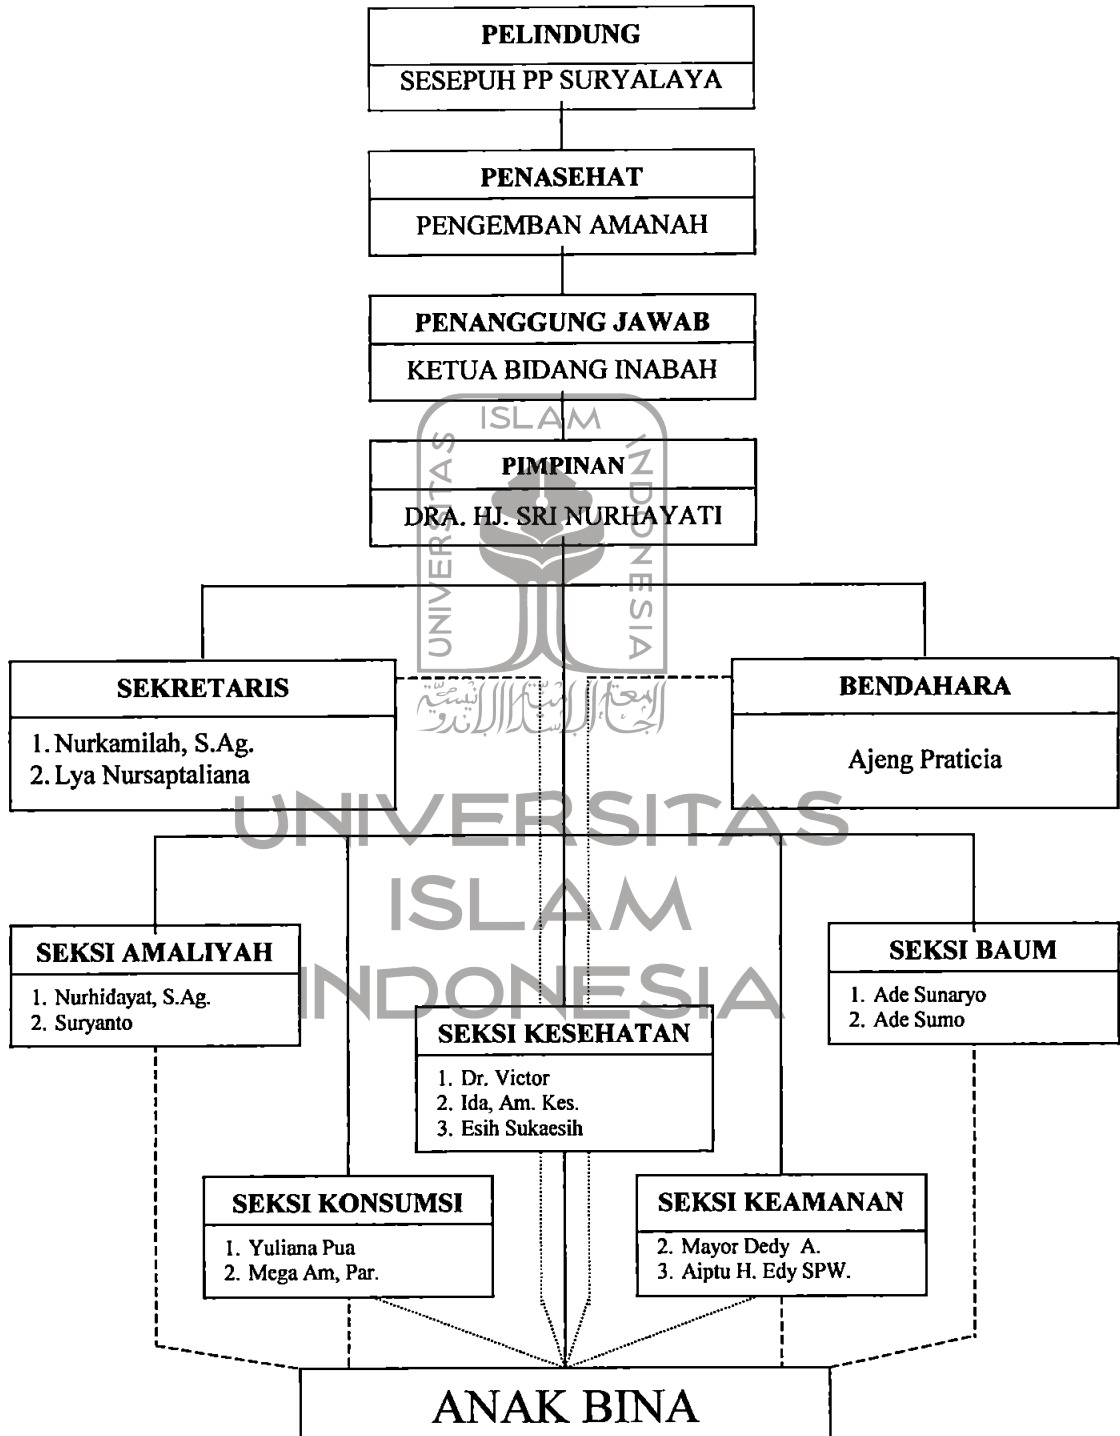 PELINDUNG
SESEPUH PP SURYALAYA
PENASEHAT
PENGEMBAN AMANAH
PENANGGUNG JAWAB
KETUA BIDANG INABAH
PIMPINAN
DRA. HJ. SRI NURHAYATI
ISLAM
UNIVERSITAS
INDONESIA
SEKRETARIS
1. Nurkamilah, S.Ag.
2. Lya Nursaptaliana
BENDAHARA
Ajeng Praticia
UNIVERSITAS
ISLAM
INDONESIA
SEKSI AMALIYAH
1. Nurhidayat, S.Ag.
2. Suryanto
SEKSI BAUM
1. Ade Sunaryo
2. Ade Sumo
SEKSI KESEHATAN
1. Dr. Victor
2. Ida, Am. Kes.
3. Esih Sukaesih
SEKSI KONSUMSI
1. Yuliana Pua
2. Mega Am, Par.
SEKSI KEAMANAN
2. Mayor Dedy A.
3. Aiptu H. Edy SPW.
ANAK BINA